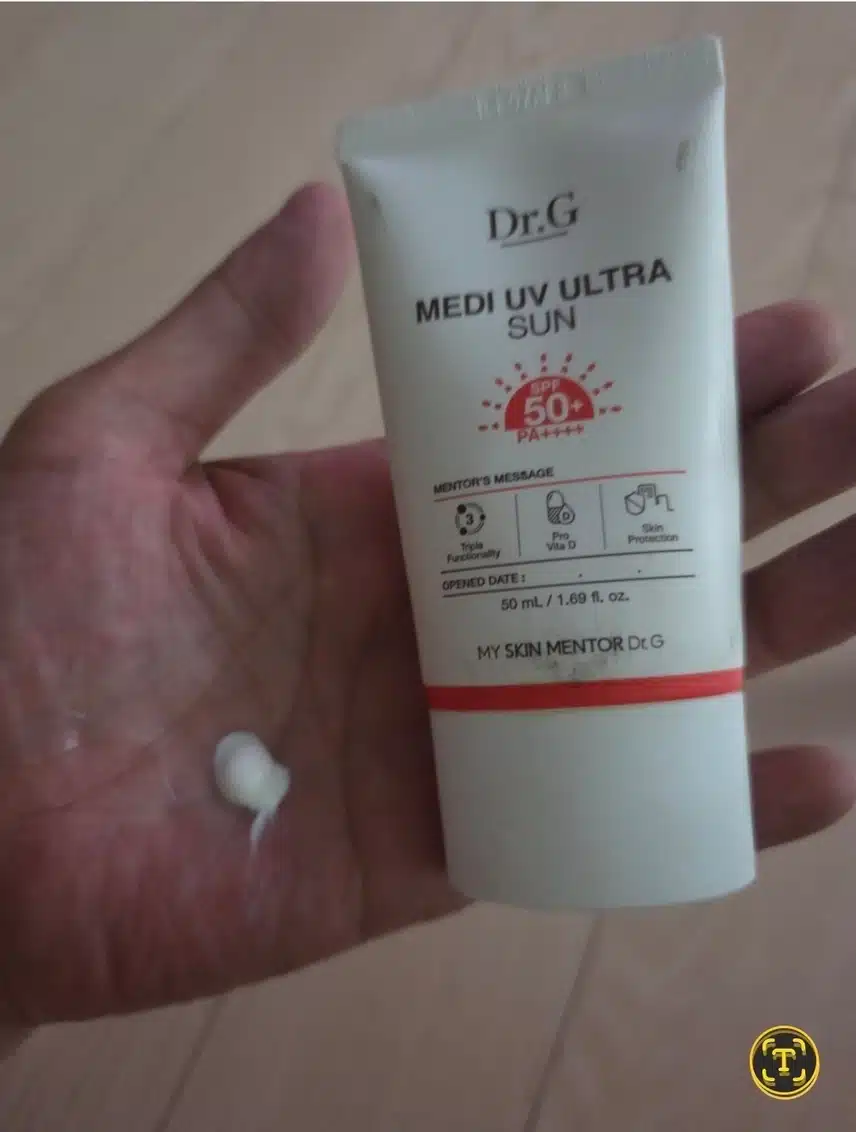 Dr.G
MEDI UV ULTRA
SUN
SPF
50+
PA++++
MENTOR'S MESSAGE
3
Triple
Functionality
Pro
Vita D
Skin
Protection
OPENED DATE : . .
50 mL / 1.69 fl. oz.
MY SKIN MENTOR Dr.G
T